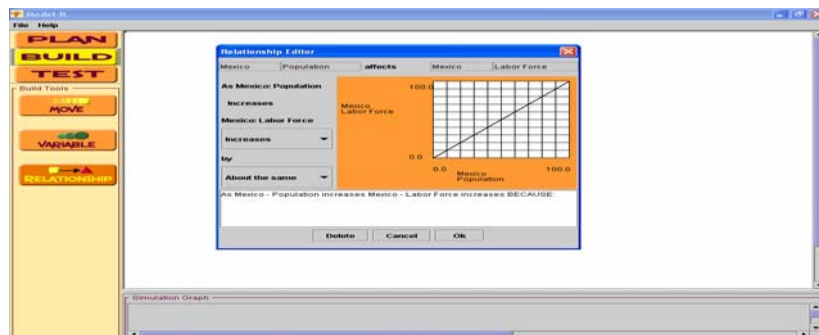 Model-It
File Help
PLAN
BUILD
TEST
Build Tools
MOVE
VARIABLE
RELATIONSHIP
Relationship Editor
Mexico Population affects Mexico Labor Force
As Mexico: Population
Increases
Mexico: Labor Force
Increases
by
About the same
100.0
Mexico
Labor Force
0.0
0.0 Mexico 100.0
Population
As Mexico - Population increases Mexico - Labor Force increases BECAUSE:
Delete Cancel Ok
Simulation Graph